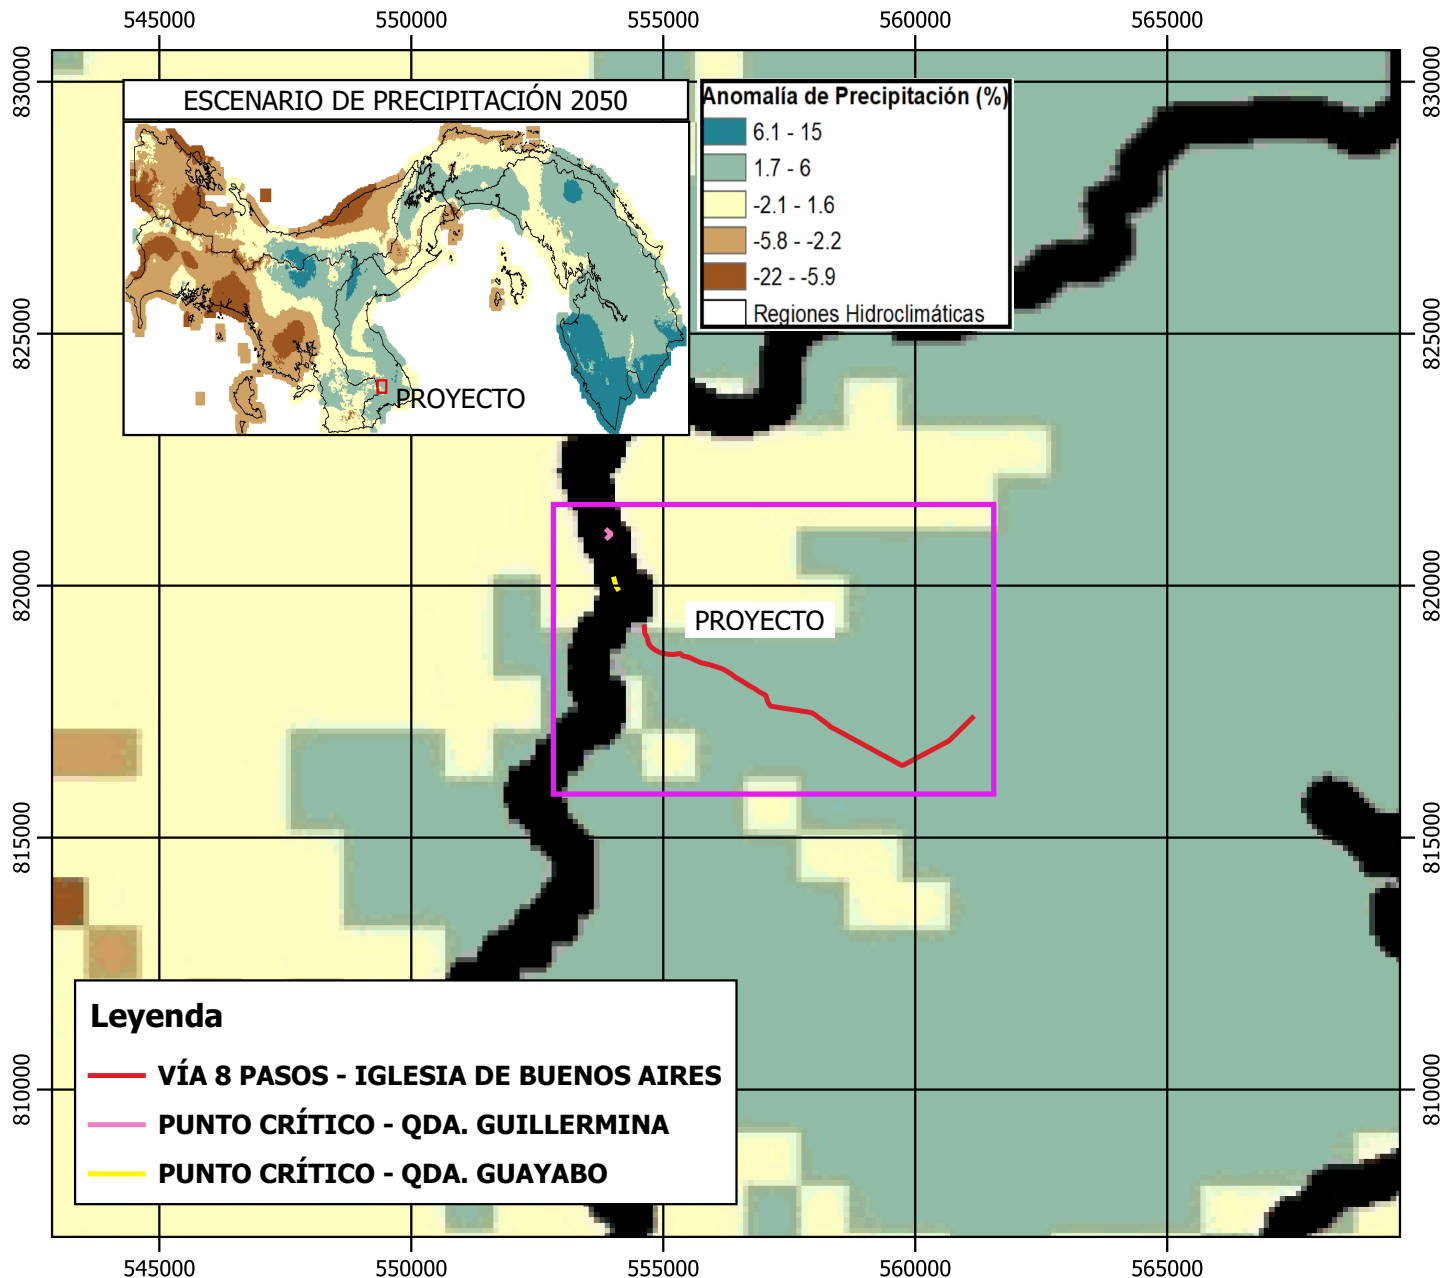 545000
550000
555000
560000
565000
830000
830000
ESCENARIO DE PRECIPITACIÓN 2050
PROYECTO
Anomalía de Precipitación (%)
6.1 - 15
1.7 - 6
-2.1 - 1.6
-5.8 - -2.2
-22 - -5.9
Regiones Hidroclimáticas
825000
825000
820000
820000
PROYECTO
815000
815000
810000
810000
Leyenda
VÍA 8 PASOS - IGLESIA DE BUENOS AIRES
PUNTO CRÍTICO - QDA. GUILLERMINA
PUNTO CRÍTICO - QDA. GUAYABO
545000
550000
555000
560000
565000